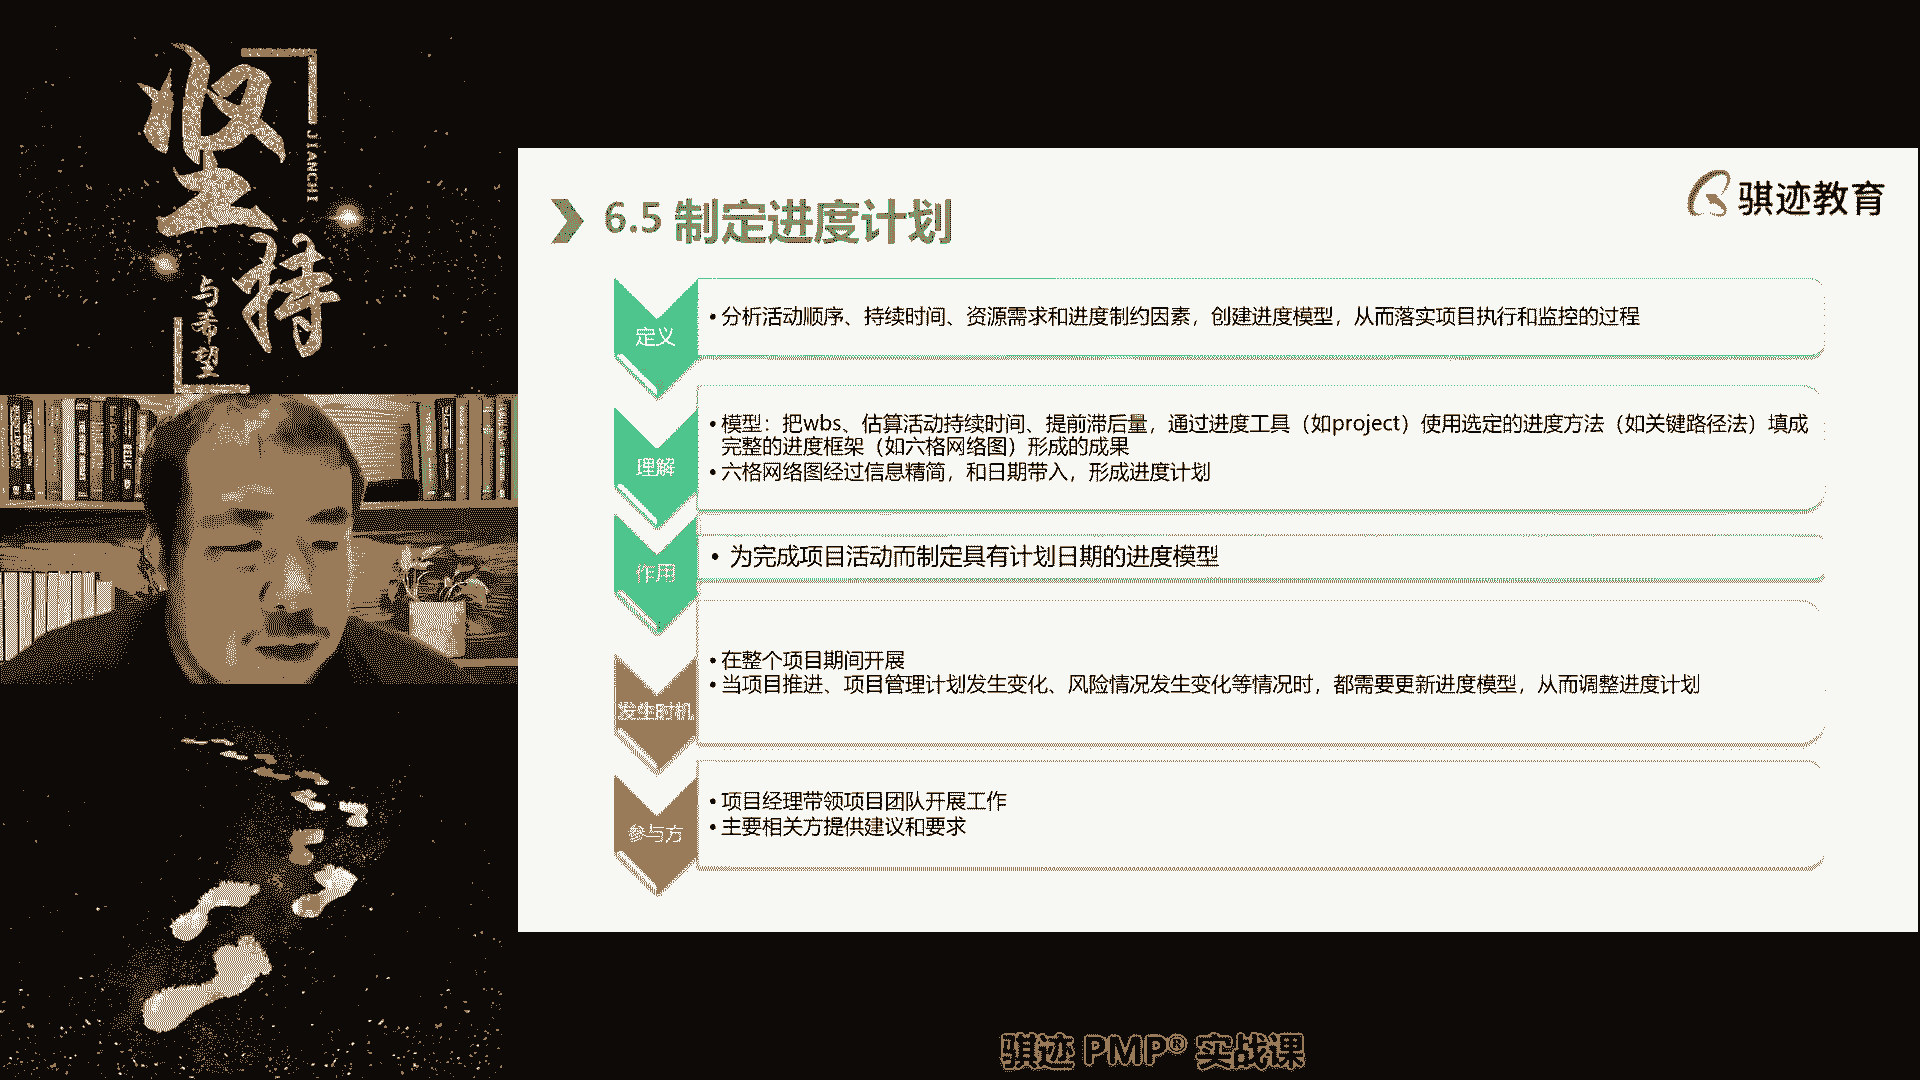 坚持
JIANCHI
与希望
骐迹教育
6.5 制定进度计划
定义
• 分析活动顺序、持续时间、资源需求和进度制约因素，创建进度模型，从而落实项目执行和监控的过程
理解
• 模型：把wbs、估算活动持续时间、提前滞后量，通过进度工具（如project）使用选定的进度方法（如关键路径法）填成
完整的进度框架（如六格网络图）形成的成果
• 六格网络图经过信息精简，和日期带入，形成进度计划
作用
• 为完成项目活动而制定具有计划日期的进度模型
发生时机
• 在整个项目期间开展
• 当项目推进、项目管理计划发生变化、风险情况发生变化等情况时，都需要更新进度模型，从而调整进度计划
参与方
• 项目经理带领项目团队开展工作
• 主要相关方提供建议和要求
骐迹 PMP® 实战课